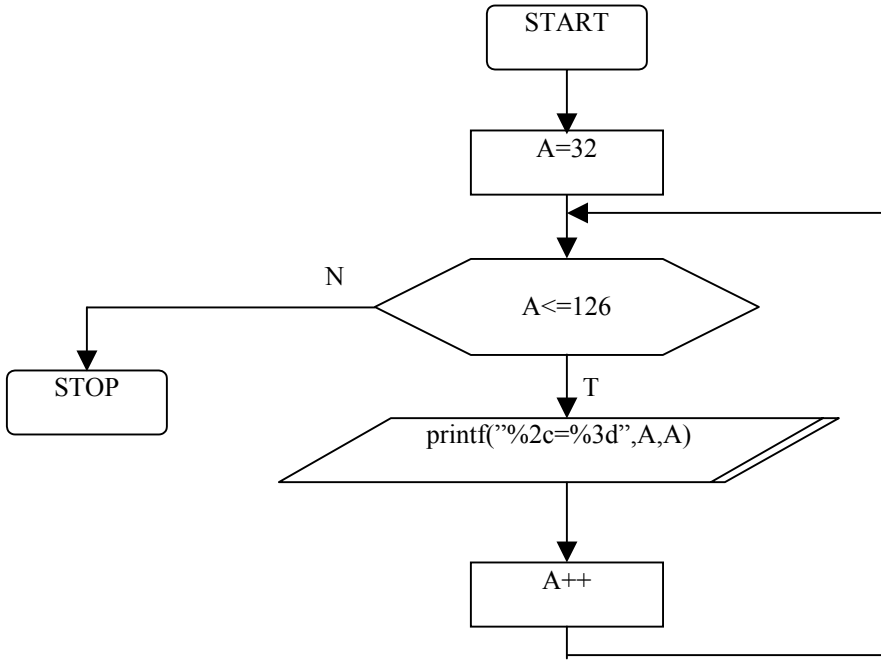 START
A=32
N
A<=126
STOP
T
printf(”%2c=%3d”,A,A)
A++